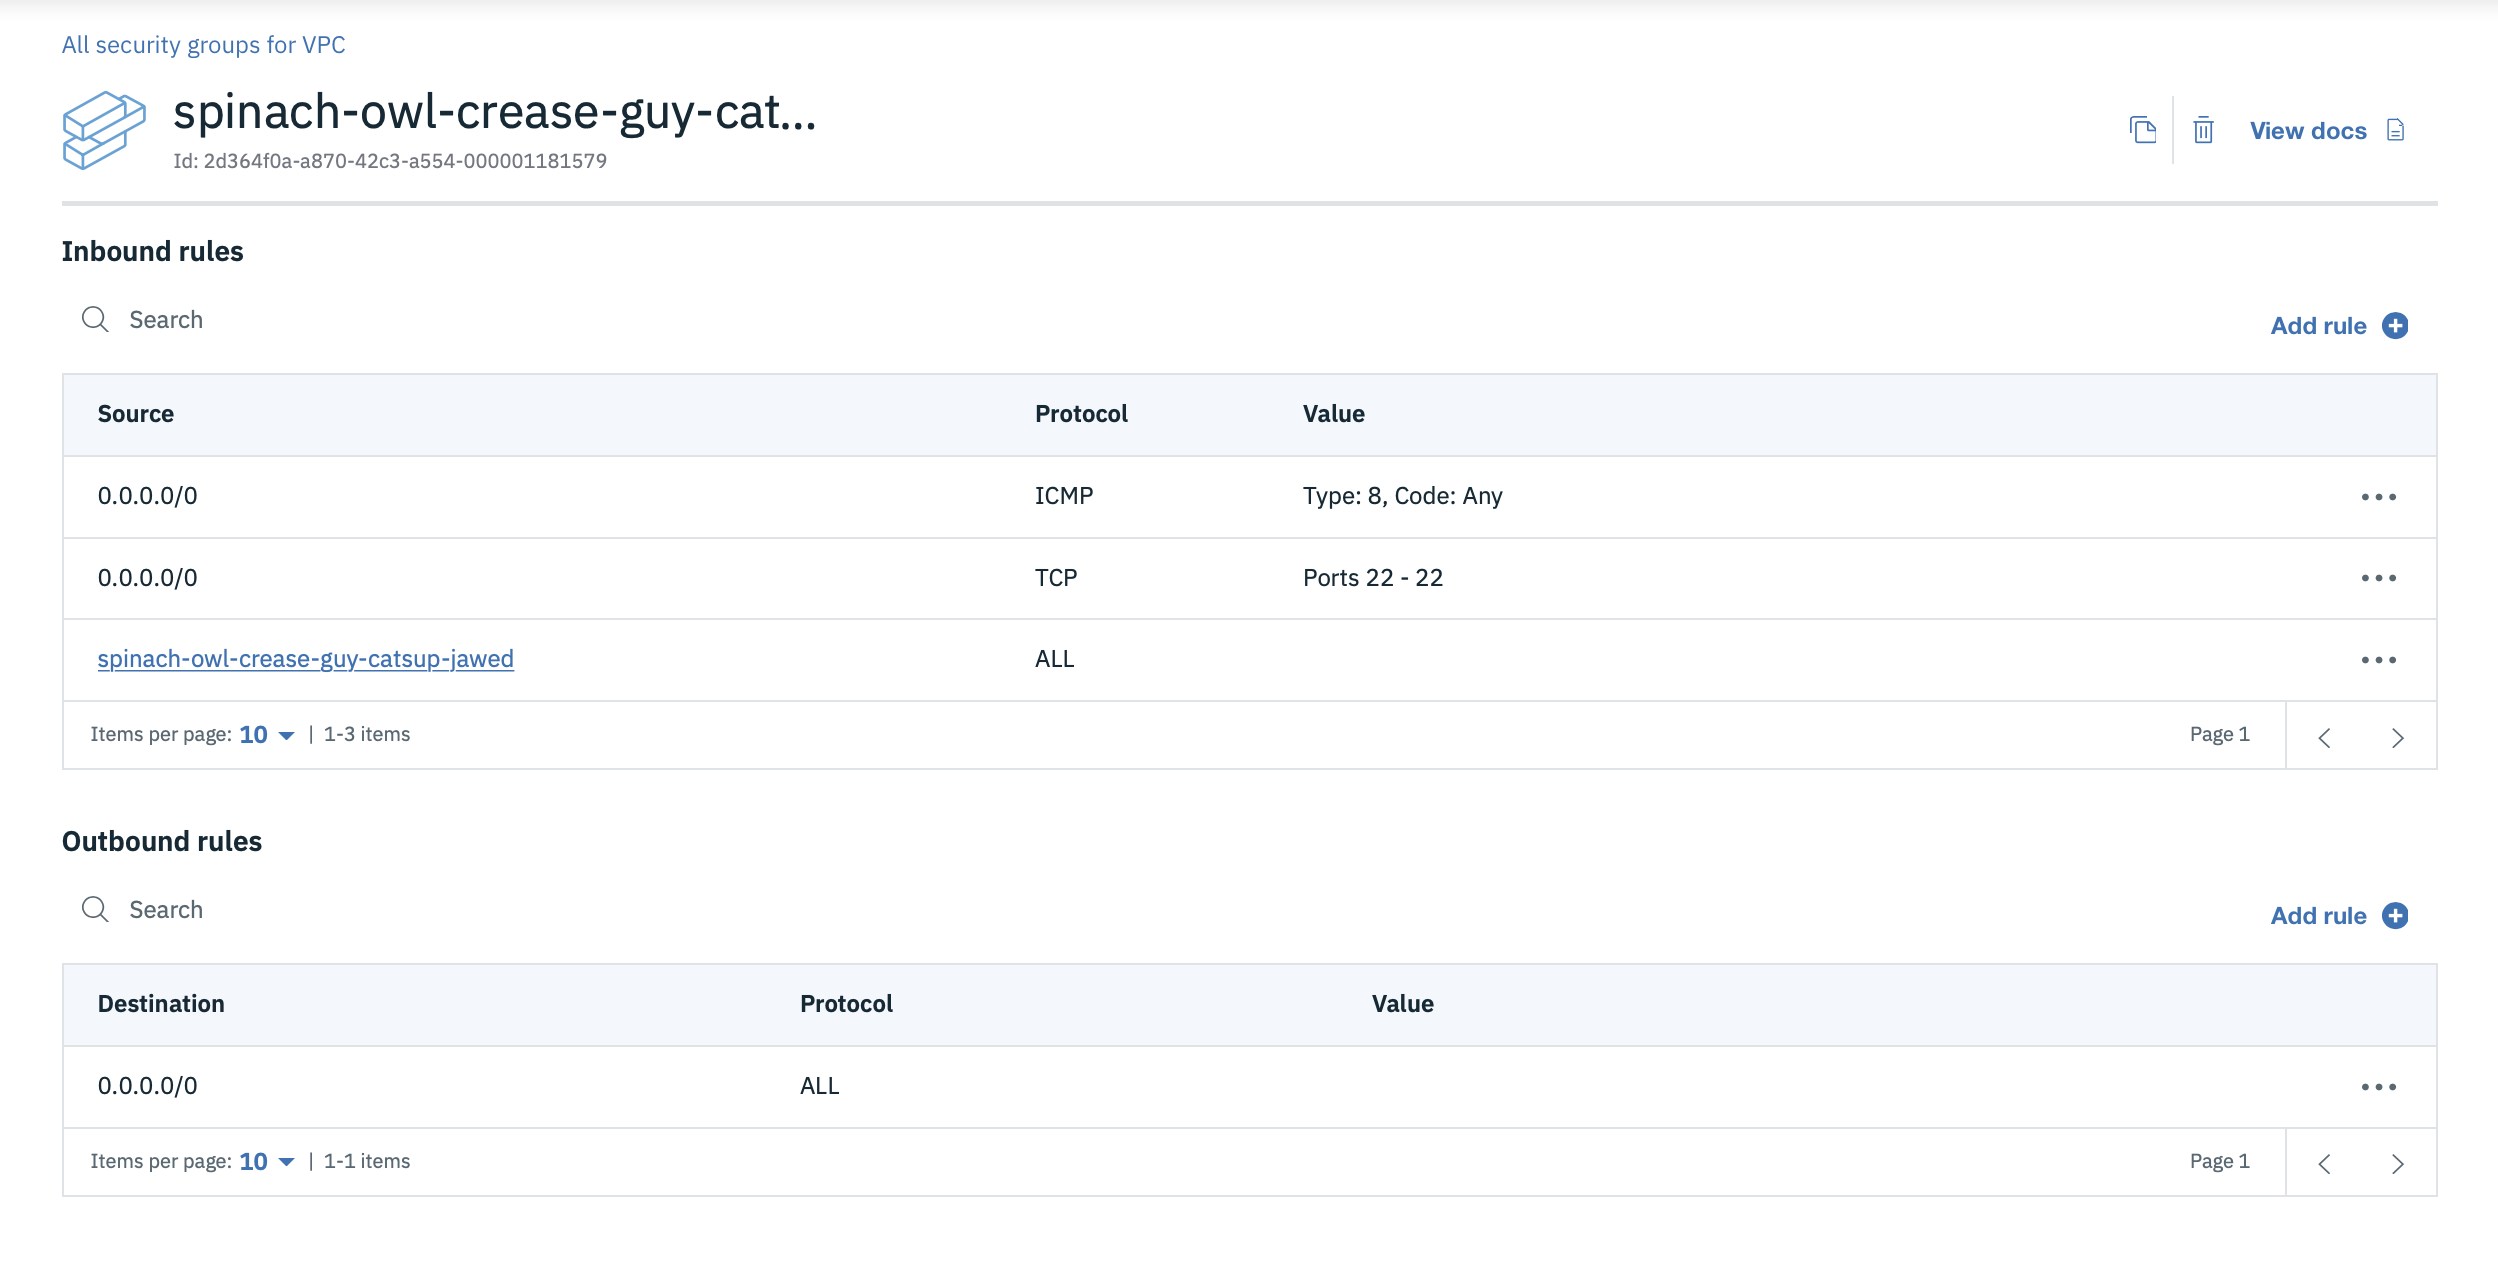 All security groups for VPC
spinach-owl-crease-guy-cat...
Id: 2d364f0a-a870-42c3-a554-000001181579
View docs
Inbound rules
Search
Add rule
Source Protocol Value
0.0.0.0/0 ICMP Type: 8, Code: Any
0.0.0.0/0 TCP Ports 22 - 22
spinach-owl-crease-guy-catsup-jawed ALL
Items per page: 10 | 1-3 items Page 1
Outbound rules
Search
Add rule
Destination Protocol Value
0.0.0.0/0 ALL
Items per page: 10 | 1-1 items Page 1